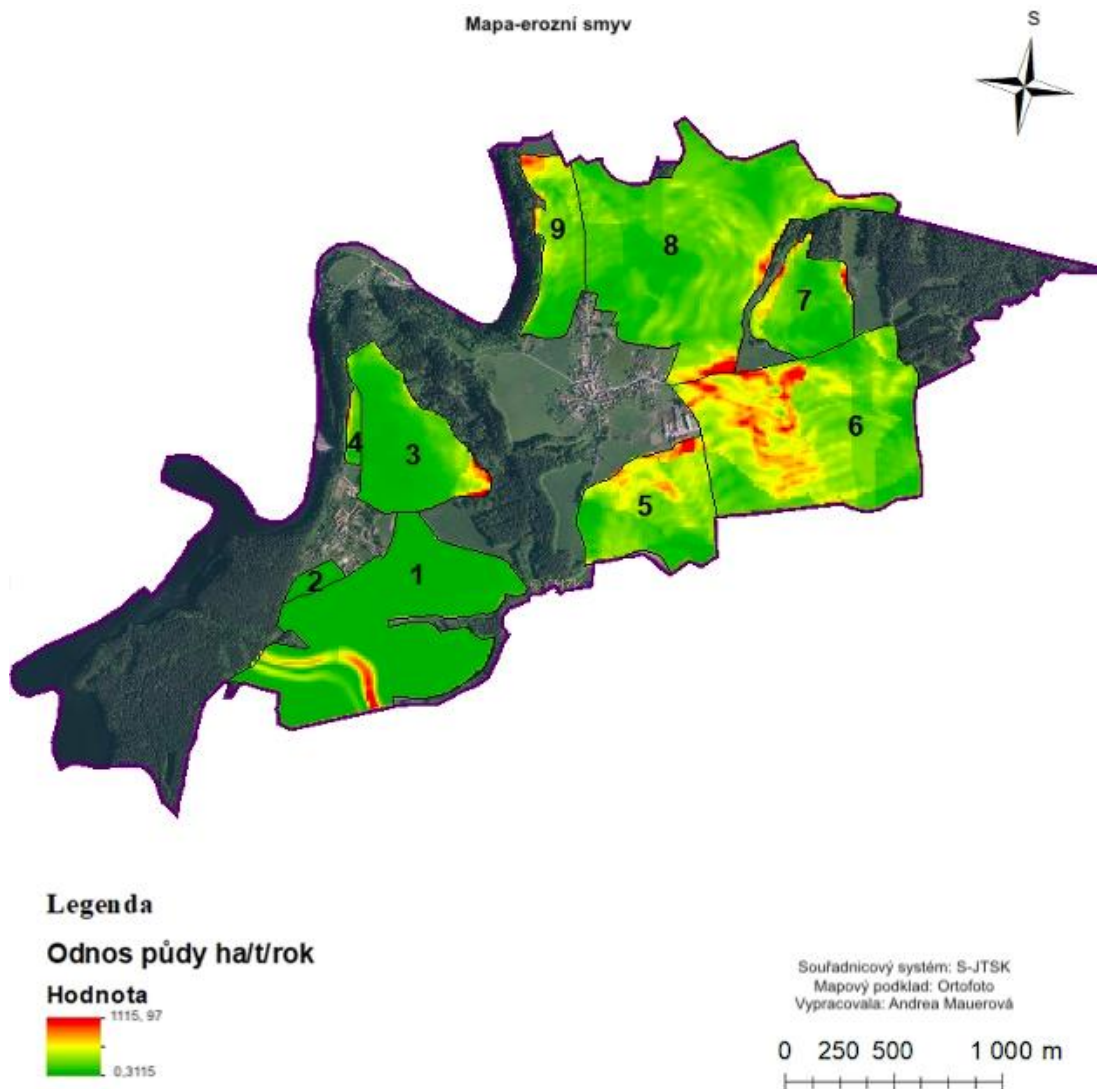 Mapa-erozní smyv
S
9
8
7
4
3
6
5
2
1
Legenda
Odnos půdy ha/t/rok
Hodnota
1115, 97
0,3115
Souřadnicový systém: S-JTSK
Mapový podklad: Ortofoto
Vypracovala: Andrea Mauerová
0 250 500 1 000 m